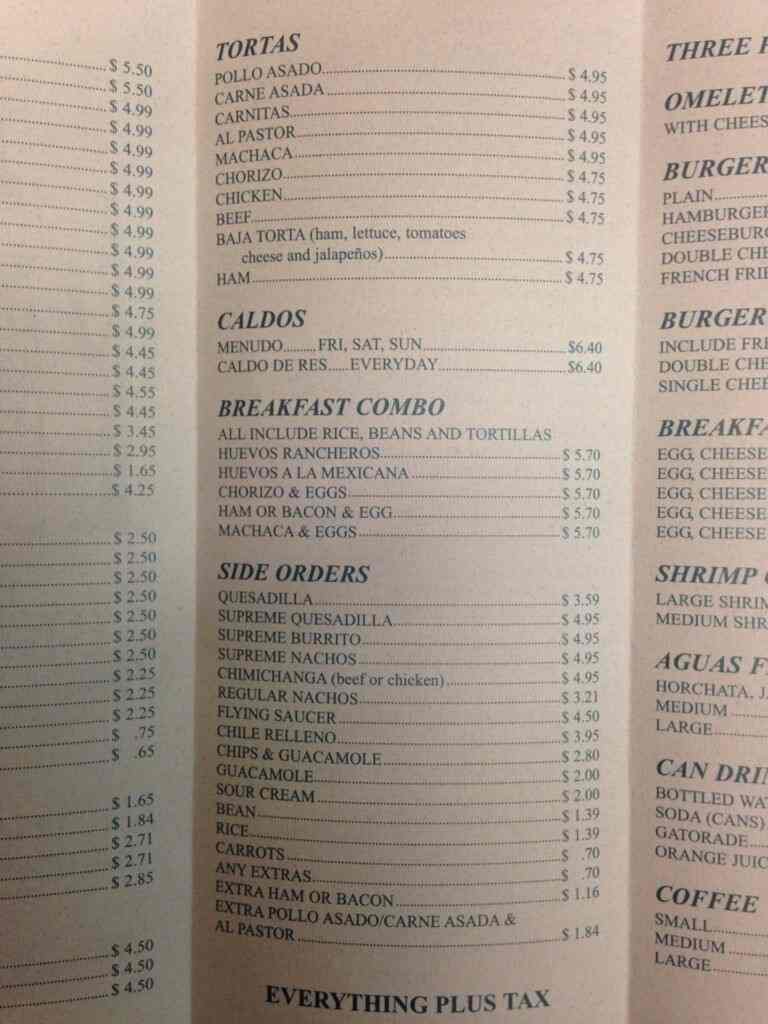 $ 5.50
$ 5.50
$ 4.99
$ 4.99
$ 4.99
$ 4.99
$ 4.99
$ 4.99
$ 4.99
$ 4.99
$ 4.99
$ 4.99
$ 4.75
$ 4.99
$ 4.45
$ 4.45
$ 4.55
$ 4.45
$ 3.45
$ 2.95
$ 1.65
$ 4.25
$ 2.50
$ 2.50
$ 2.50
$ 2.50
$ 2.50
$ 2.50
$ 2.50
$ 2.25
$ 2.25
$ 2.25
$ .75
$ .65
$ 1.65
$ 1.84
$ 2.71
$ 2.71
$ 2.85
$ 4.50
$ 4.50
$ 4.50
TORTAS
POLLO ASADO $ 4.95
CARNE ASADA $ 4.95
CARNITAS $ 4.95
AL PASTOR $ 4.95
MACHACA $ 4.95
CHORIZO $ 4.75
CHICKEN $ 4.75
BEEF $ 4.75
BAJA TORTA (ham, lettuce, tomatoes
cheese and jalapeños) $ 4.75
HAM $ 4.75
CALDOS
MENUDO FRI, SAT, SUN $6.40
CALDO DE RES EVERYDAY $6.40
BREAKFAST COMBO
ALL INCLUDE RICE, BEANS AND TORTILLAS
HUEVOS RANCHEROS $ 5.70
HUEVOS A LA MEXICANA $ 5.70
CHORIZO & EGGS $ 5.70
HAM OR BACON & EGG $ 5.70
MACHACA & EGGS $ 5.70
SIDE ORDERS
QUESADILLA $ 3.59
SUPREME QUESADILLA $ 4.95
SUPREME BURRITO $ 4.95
SUPREME NACHOS $ 4.95
CHIMICHANGA (beef or chicken) $ 4.95
REGULAR NACHOS $ 3.21
FLYING SAUCER $ 4.50
CHILE RELLENO $ 3.95
CHIPS & GUACAMOLE $ 2.80
GUACAMOLE $ 2.00
SOUR CREAM $ 2.00
BEAN $ 1.39
RICE $ 1.39
CARROTS $ .70
ANY EXTRAS $ .70
EXTRA HAM OR BACON $ 1.16
EXTRA POLLO ASADO/CARNE ASADA &
AL PASTOR $ 1.84
EVERYTHING PLUS TAX
THREE
OMELET
WITH CHEES
BURGER
PLAIN
HAMBURGER
CHEESEBURG
DOUBLE CHE
FRENCH FRIE
BURGER
INCLUDE FRE
DOUBLE CHE
SINGLE CHEE
BREAKFA
EGG, CHEESE
EGG, CHEESE
EGG, CHEESE
EGG, CHEESE
EGG, CHEESE
SHRIMP
LARGE SHRIM
MEDIUM SHR
AGUAS F
HORCHATA, J
MEDIUM
LARGE
CAN DRIN
BOTTLED WAT
SODA (CANS)
GATORADE
ORANGE JUIC
COFFEE
SMALL
MEDIUM
LARGE